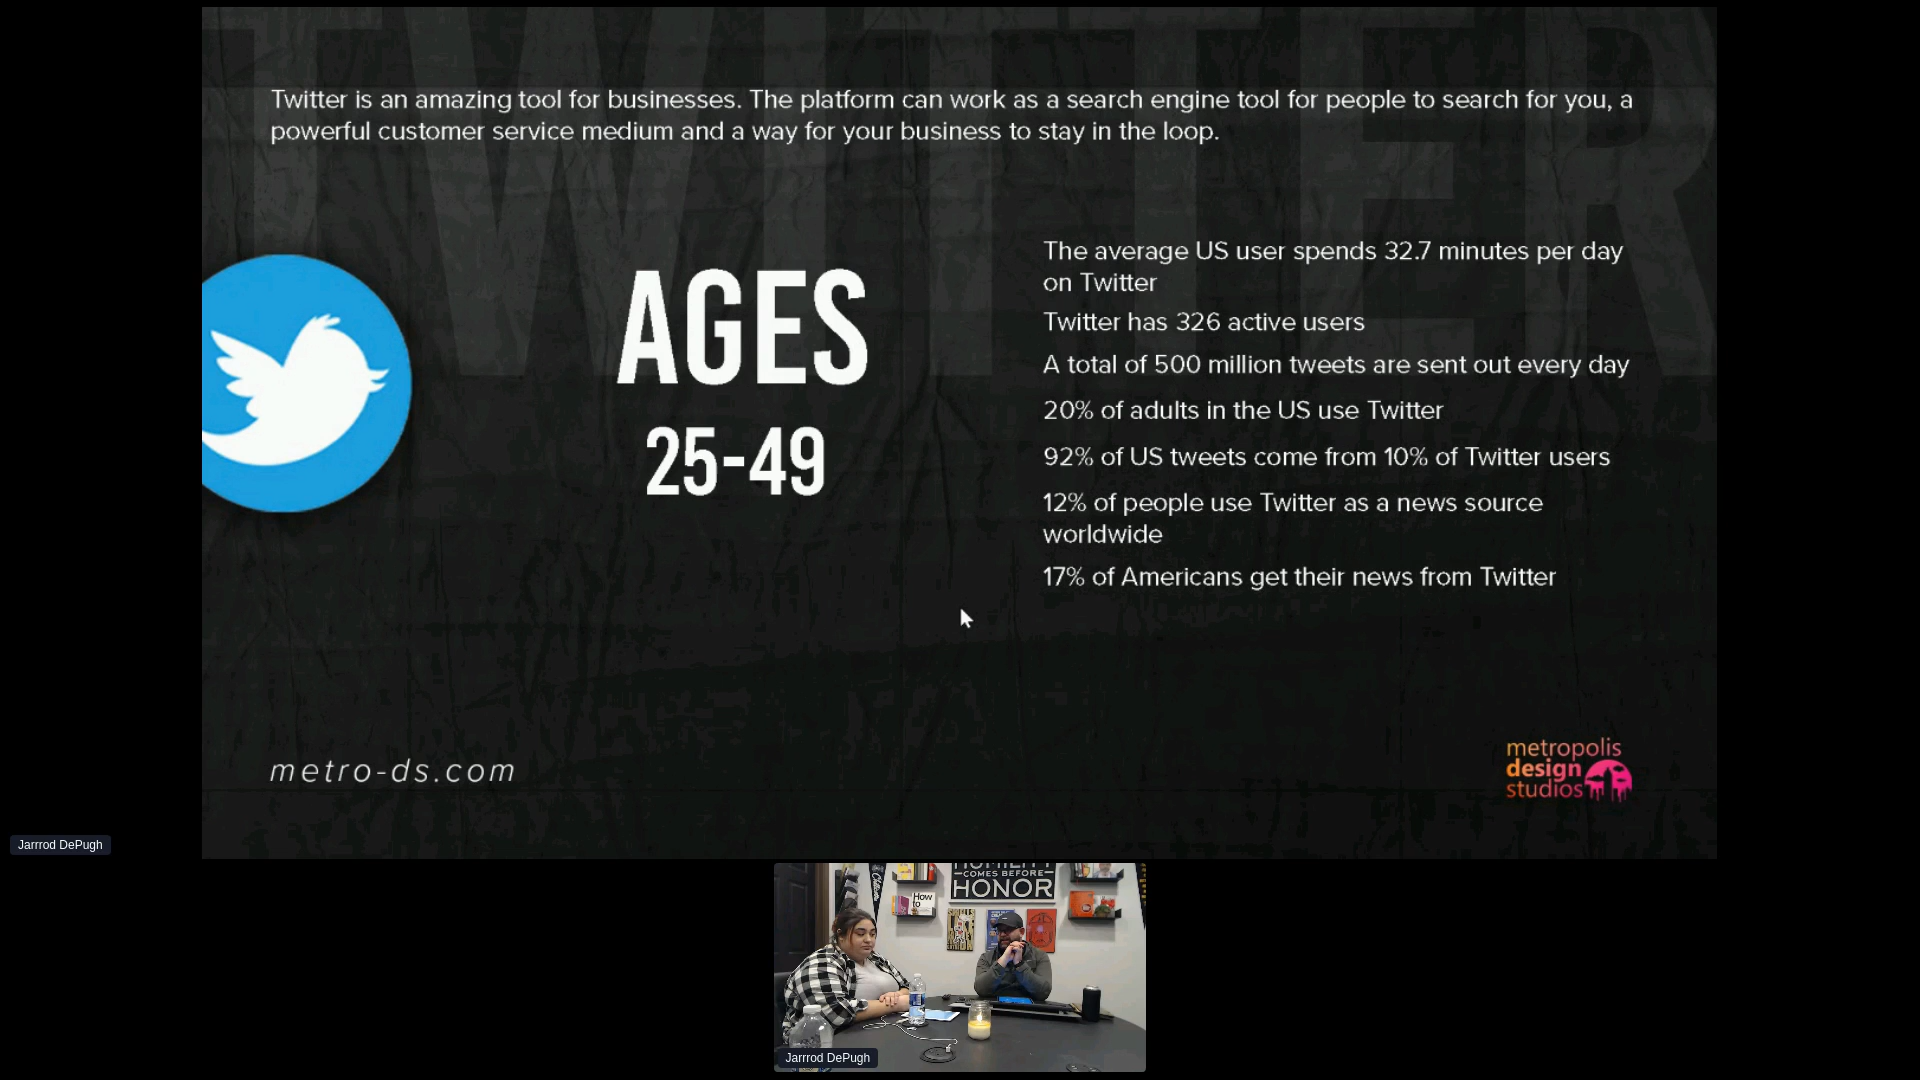 TWITTER
Twitter is an amazing tool for businesses. The platform can work as a search engine tool for people to search for you, a
powerful customer service medium and a way for your business to stay in the loop.
AGES
25-49
The average US user spends 32.7 minutes per day
on Twitter
Twitter has 326 active users
A total of 500 million tweets are sent out every day
20% of adults in the US use Twitter
92% of US tweets come from 10% of Twitter users
12% of people use Twitter as a news source
worldwide
17% of Americans get their news from Twitter
metro-ds.com
metropolis
design
studios
Jarrrod DePugh
HUMILITY
COMES BEFORE
HONOR
How
to
Jarrrod DePugh